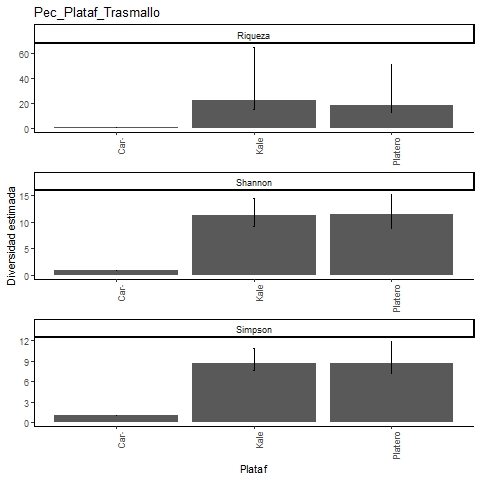 Pec_Plataf_Trasmallo
Riqueza
60
40
20
0
Car-
Kale
Platero
Shannon
15
10
5
0
Car-
Kale
Platero
Simpson
12
9
6
3
0
Car-
Kale
Platero
Diversidad estimada
Plataf